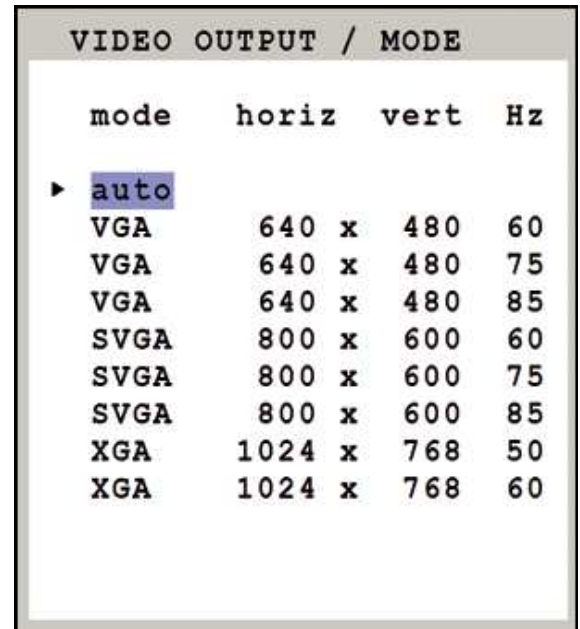 VIDEO OUTPUT / MODE
mode horiz vert Hz
▸ auto
VGA 640 x 480 60
VGA 640 x 480 75
VGA 640 x 480 85
SVGA 800 x 600 60
SVGA 800 x 600 75
SVGA 800 x 600 85
XGA 1024 x 768 50
XGA 1024 x 768 60